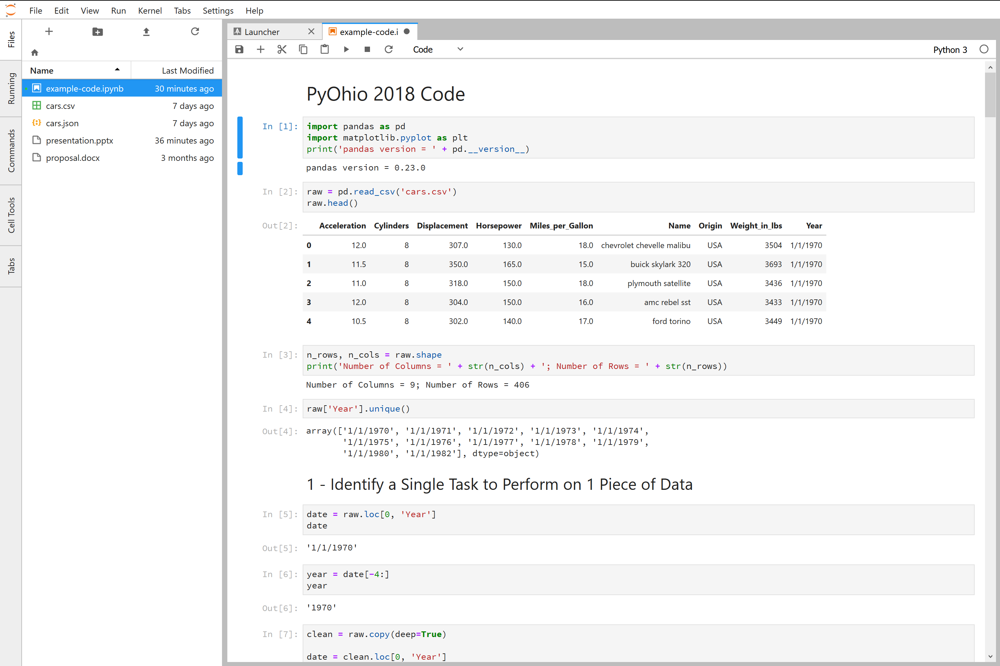 File Edit View Run Kernel Tabs Settings Help
Files
Running
Commands
Cell Tools
Tabs
Name Last Modified
example-code.ipynb 30 minutes ago
cars.csv 7 days ago
cars.json 7 days ago
presentation.pptx 36 minutes ago
proposal.docx 3 months ago
Launcher example-code.i
Code Python 3
PyOhio 2018 Code
In [1]: import pandas as pd
import matplotlib.pyplot as plt
print('pandas version = ' + pd.__version__)
pandas version = 0.23.0
In [2]: raw = pd.read_csv('cars.csv')
raw.head()
Out[2]: Acceleration Cylinders Displacement Horsepower Miles_per_Gallon Name Origin Weight_in_lbs Year
0 12.0 8 307.0 130.0 18.0 chevrolet chevelle malibu USA 3504 1/1/1970
1 11.5 8 350.0 165.0 15.0 buick skylark 320 USA 3693 1/1/1970
2 11.0 8 318.0 150.0 18.0 plymouth satellite USA 3436 1/1/1970
3 12.0 8 304.0 150.0 16.0 amc rebel sst USA 3433 1/1/1970
4 10.5 8 302.0 140.0 17.0 ford torino USA 3449 1/1/1970
In [3]: n_rows, n_cols = raw.shape
print('Number of Columns = ' + str(n_cols) + '; Number of Rows = ' + str(n_rows))
Number of Columns = 9; Number of Rows = 406
In [4]: raw['Year'].unique()
Out[4]: array(['1/1/1970', '1/1/1971', '1/1/1972', '1/1/1973', '1/1/1974',
'1/1/1975', '1/1/1976', '1/1/1977', '1/1/1978', '1/1/1979',
'1/1/1980', '1/1/1982'], dtype=object)
1 - Identify a Single Task to Perform on 1 Piece of Data
In [5]: date = raw.loc[0, 'Year']
date
Out[5]: '1/1/1970'
In [6]: year = date[-4:]
year
Out[6]: '1970'
In [7]: clean = raw.copy(deep=True)
date = clean.loc[0, 'Year']